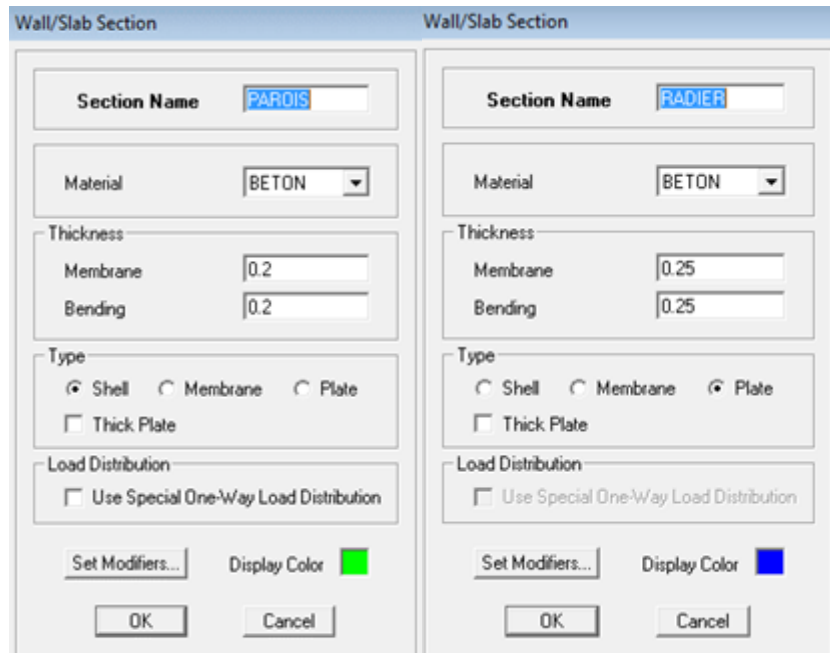 Wall/Slab Section
Section Name PAROIS
Material BETON
Thickness
Membrane 0.2
Bending 0.2
Type
Shell Membrane Plate
Thick Plate
Load Distribution
Use Special One-Way Load Distribution
Set Modifiers... Display Color
OK Cancel
Wall/Slab Section
Section Name RADIER
Material BETON
Thickness
Membrane 0.25
Bending 0.25
Type
Shell Membrane Plate
Thick Plate
Load Distribution
Use Special One-Way Load Distribution
Set Modifiers... Display Color
OK Cancel